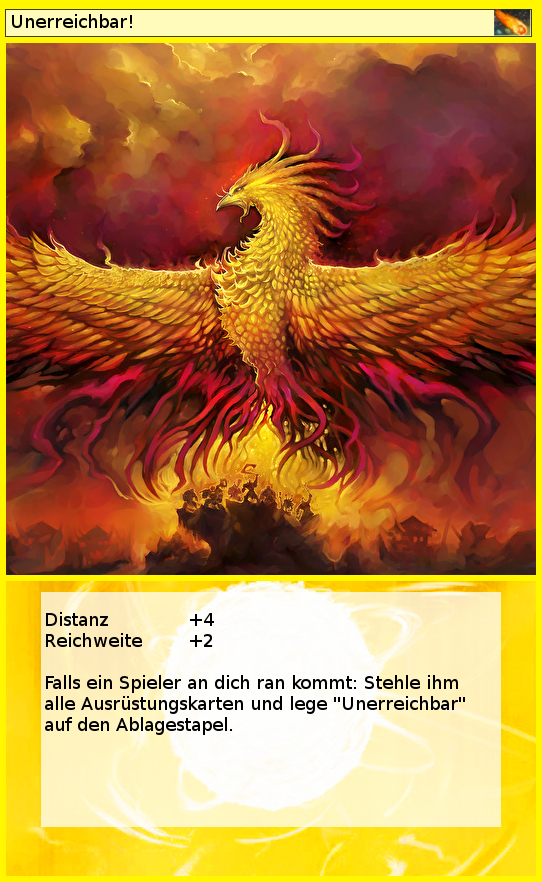 Unerreichbar!
Distanz +4
Reichweite +2
Falls ein Spieler an dich ran kommt: Stehle ihm
alle Ausrüstungskarten und lege "Unerreichbar"
auf den Ablagestapel.